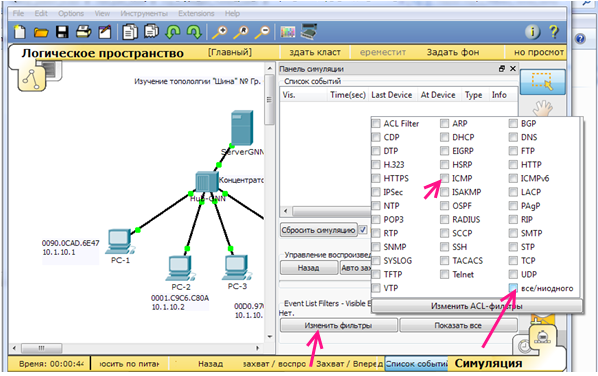 File Edit Options View Инструменты Extensions Help
Логическое пространство [Главный] здать класт ереместит Задать фон но просмот
Изучение топологии "Шина" № Гр.
ServerGNN
Концентрато
Hub-GNN
0090.0CAD.6E47
10.1.10.1
PC-1
PC-2
PC-3
0001.C9C6.C80A
10.1.10.2
00D0.97
10.1.
Панель симуляции
Список событий
Vis. Time(sec) Last Device At Device Type Info
ACL Filter ARP BGP
CDP DHCP DNS
DTP EIGRP FTP
H.323 HSRP HTTP
HTTPS ICMP ICMPv6
IPSec ISAKMP LACP
NTP OSPF PAgP
POP3 RADIUS RIP
RTP SCCP SMTP
SNMP SSH STP
SYSLOG TACACS TCP
TFTP Telnet UDP
VTP все/ниодного
Изменить ACL-фильтры
Сбросить симуляцию
Управление воспроизвед
Назад Авто зах
Event List Filters - Visible E
Нет.
Изменить фильтры Показать все
Время: 00:00:44 юсить по питан Назад захват / воспро Захват / Вперед Список событий Симуляция